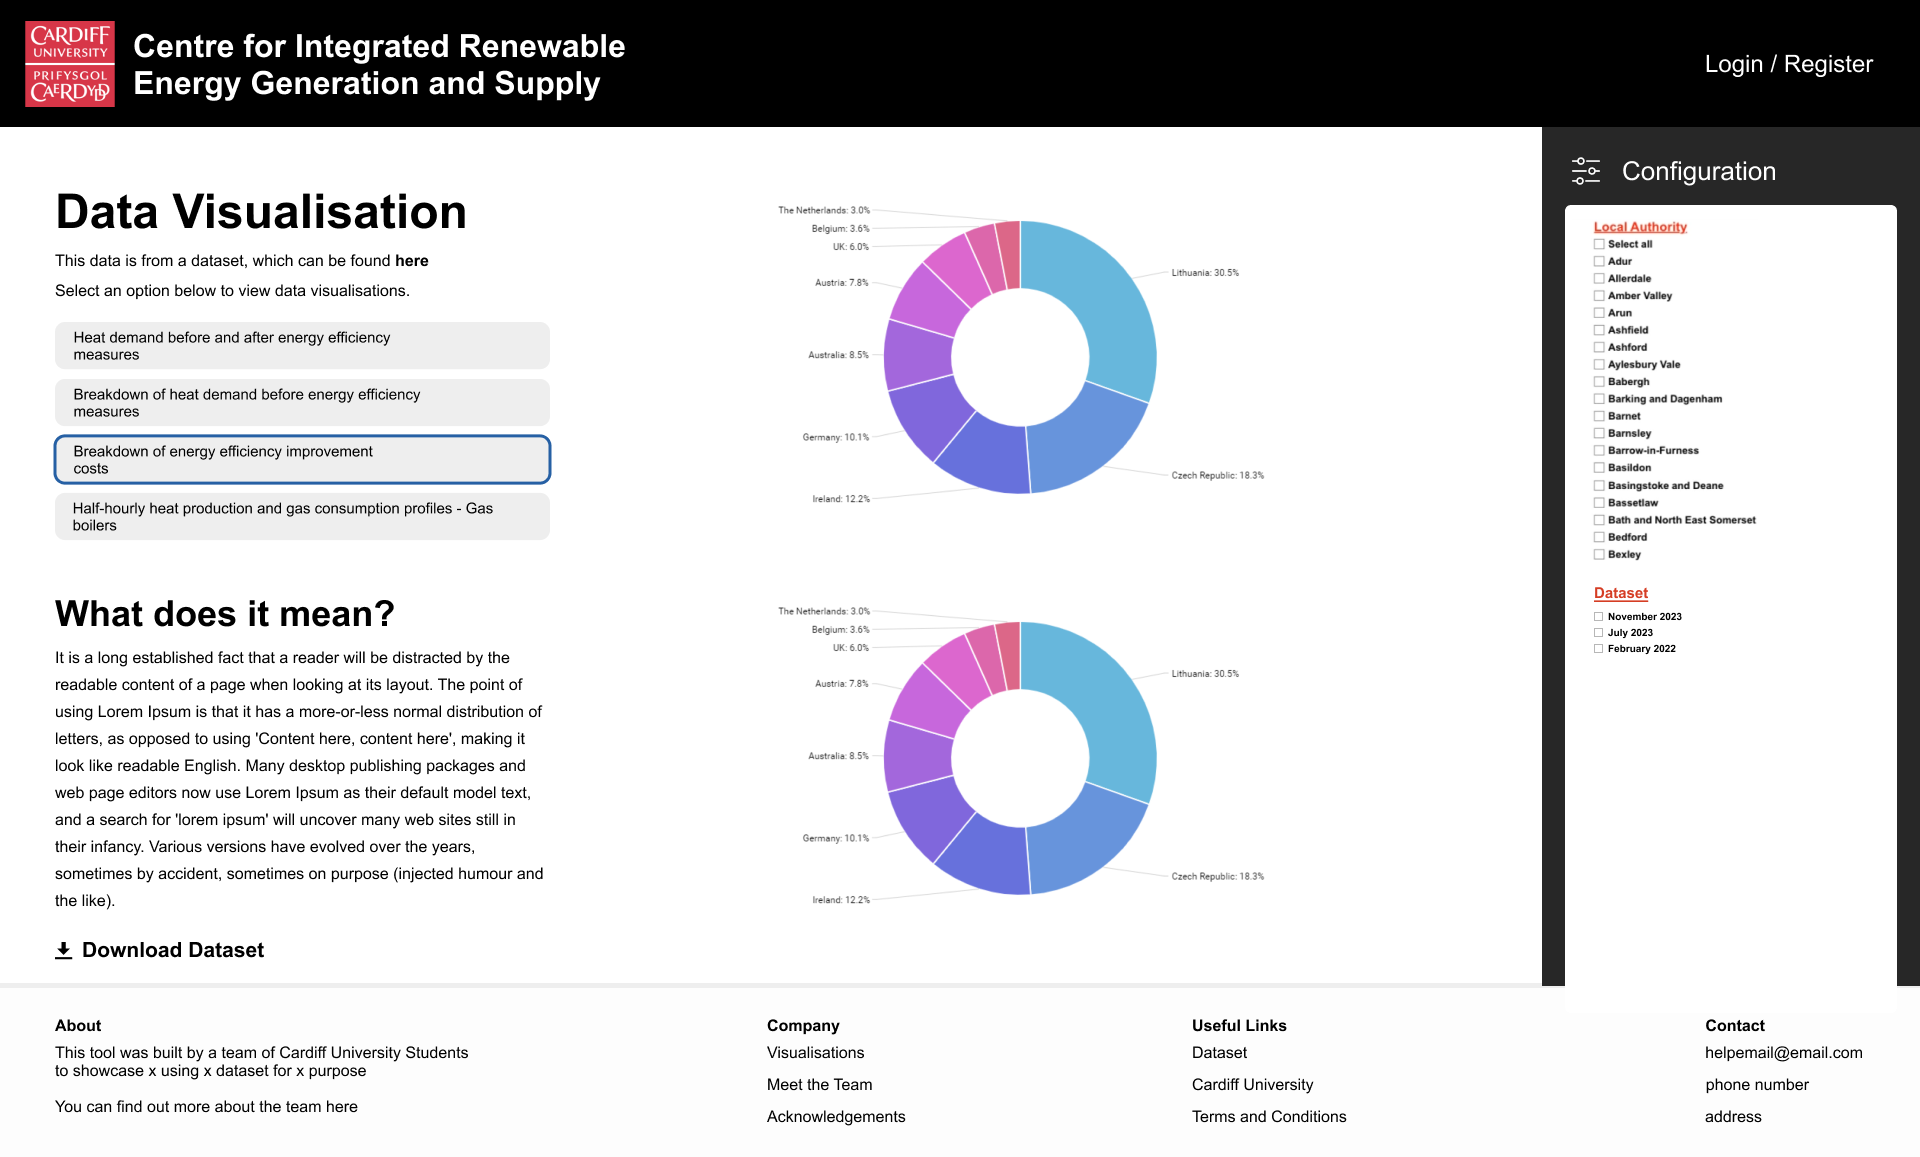 CARDIFF
UNIVERSITY
PRIFYSGOL
CAERDYDD
Centre for Integrated Renewable
Energy Generation and Supply
Login / Register
Data Visualisation
This data is from a dataset, which can be found here
Select an option below to view data visualisations.
Heat demand before and after energy efficiency
measures
Breakdown of heat demand before energy efficiency
measures
Breakdown of energy efficiency improvement
costs
Half-hourly heat production and gas consumption profiles - Gas
boilers
What does it mean?
It is a long established fact that a reader will be distracted by the
readable content of a page when looking at its layout. The point of
using Lorem Ipsum is that it has a more-or-less normal distribution of
letters, as opposed to using 'Content here, content here', making it
look like readable English. Many desktop publishing packages and
web page editors now use Lorem Ipsum as their default model text,
and a search for 'lorem ipsum' will uncover many web sites still in
their infancy. Various versions have evolved over the years,
sometimes by accident, sometimes on purpose (injected humour and
the like).
Download Dataset
The Netherlands: 3.0%
Belgium: 3.6%
UK: 6.0%
Austria: 7.8%
Australia: 8.5%
Germany: 10.1%
Ireland: 12.2%
Lithuania: 30.5%
Czech Republic: 18.3%
The Netherlands: 3.0%
Belgium: 3.6%
UK: 6.0%
Austria: 7.8%
Australia: 8.5%
Germany: 10.1%
Ireland: 12.2%
Lithuania: 30.5%
Czech Republic: 18.3%
Configuration
Local Authority
Select all
Adur
Allerdale
Amber Valley
Arun
Ashfield
Ashford
Aylesbury Vale
Babergh
Barking and Dagenham
Barnet
Barnsley
Barrow-in-Furness
Basildon
Basingstoke and Deane
Bassetlaw
Bath and North East Somerset
Bedford
Bexley
Dataset
November 2023
July 2023
February 2022
About
This tool was built by a team of Cardiff University Students
to showcase x using x dataset for x purpose
You can find out more about the team here
Company
Visualisations
Meet the Team
Acknowledgements
Useful Links
Dataset
Cardiff University
Terms and Conditions
Contact
helpemail@email.com
phone number
address